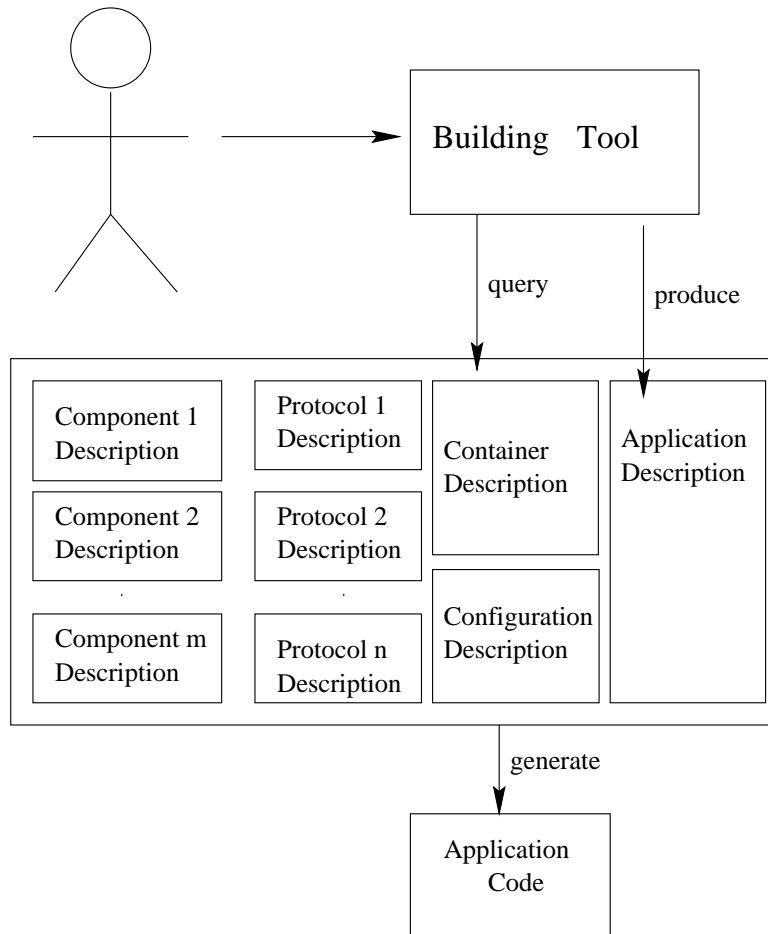 Building Tool
query
produce
Component 1
Description
Component 2
Description
Component m
Description
Protocol 1
Description
Protocol 2
Description
Protocol n
Description
Container
Description
Configuration
Description
Application
Description
generate
Application
Code